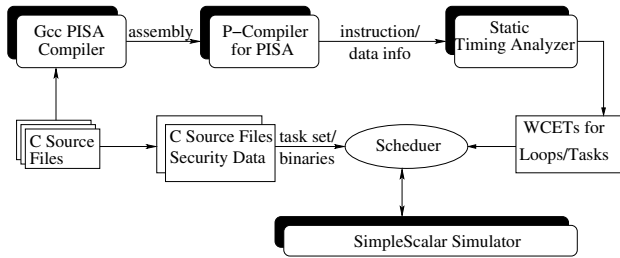 Gcc PISA
Compiler
assembly
P−Compiler
for PISA
instruction/
data info
Static
Timing Analyzer
C Source
Files
C Source Files
Security Data
task set/
binaries
Scheduer
WCETs for
Loops/Tasks
SimpleScalar Simulator